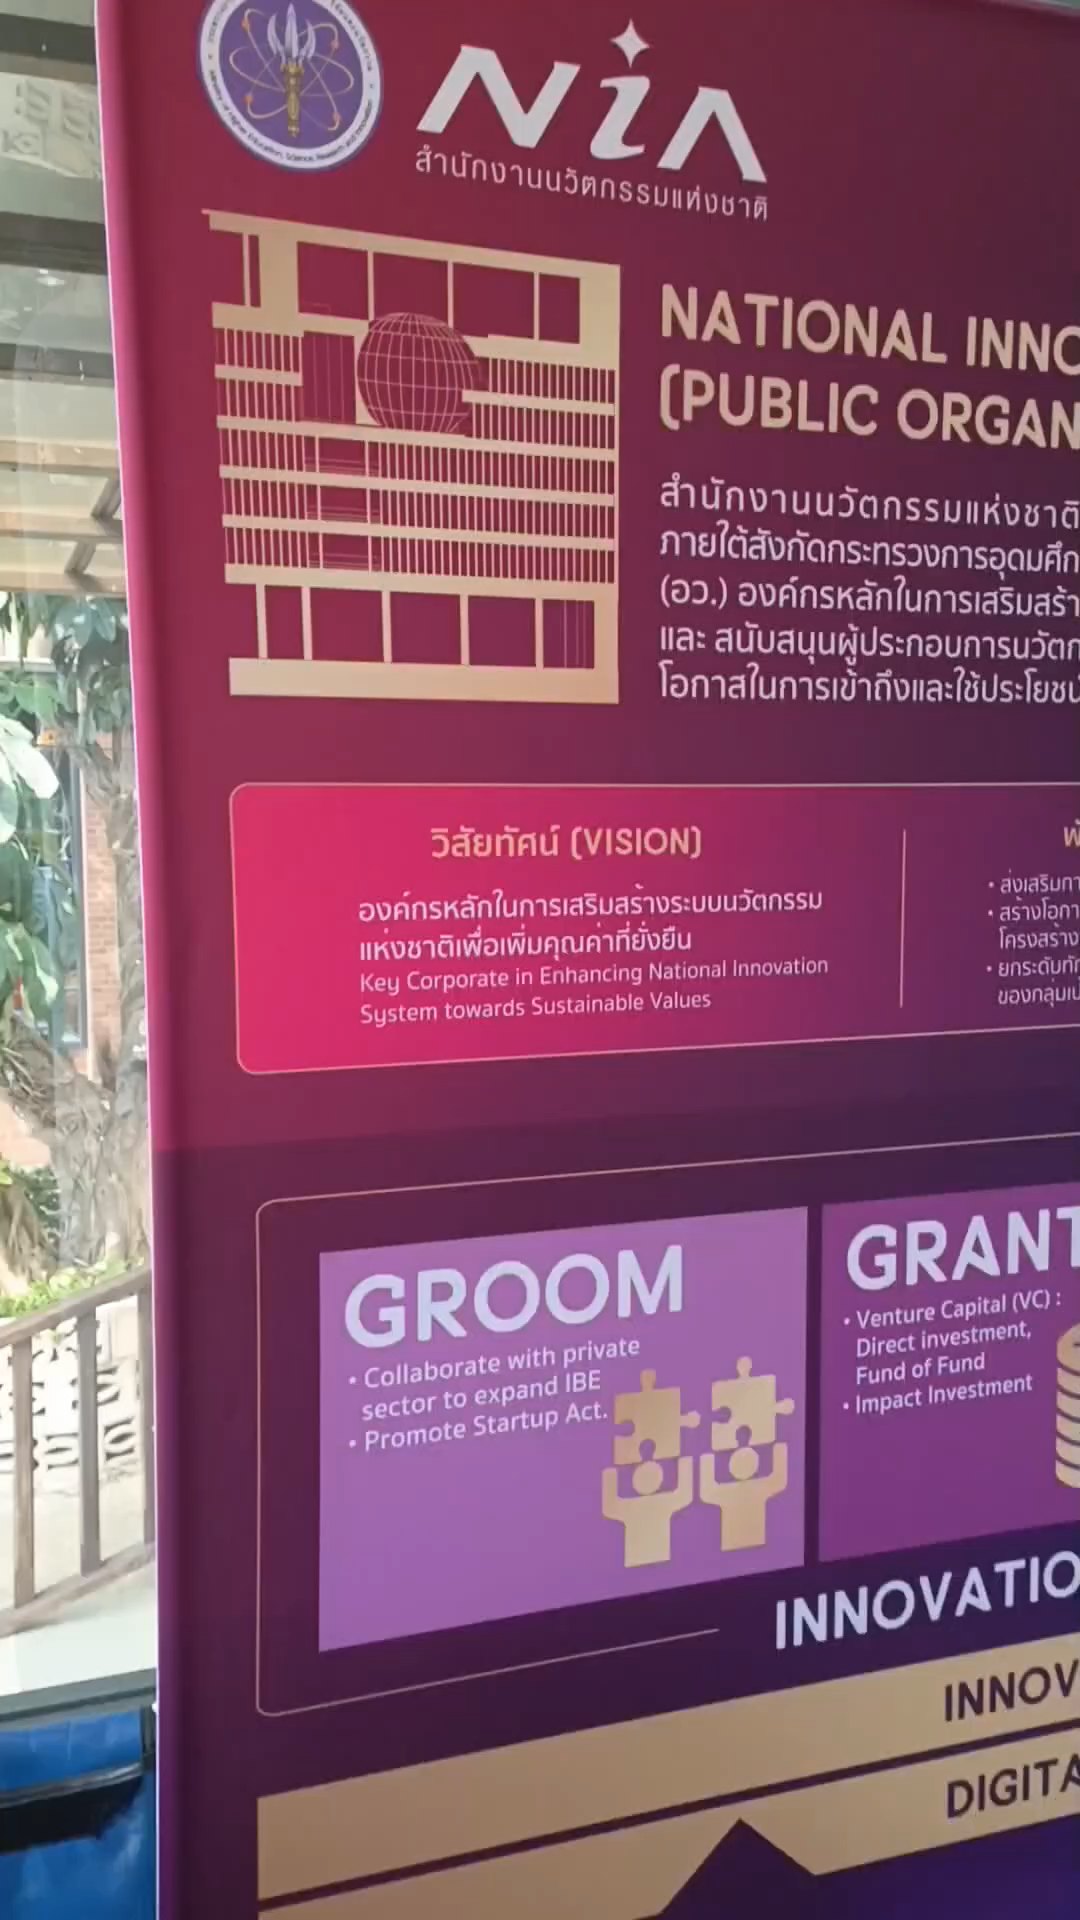 Ministry of Higher Education, Science, Research and Innovation
NiA
สำนักงานนวัตกรรมแห่งชาติ
NATIONAL INNO
(PUBLIC ORGAN
สำนักงานนวัตกรรมแห่งชาติ
ภายใต้สังกัดกระทรวงการอุดมศึก
(อว.) องค์กรหลักในการเสริมสร้า
และ สนับสนุนผู้ประกอบการนวัตก
โอกาสในการเข้าถึงและใช้ประโยชน์
วิสัยทัศน์ (VISION)
องค์กรหลักในการเสริมสร้างระบบนวัตกรรม
แห่งชาติเพื่อเพิ่มคุณค่าที่ยั่งยืน
Key Corporate in Enhancing National Innovation
System towards Sustainable Values
• ส่งเสริมกา
• สร้างโอกา
โครงสร้าง
• ยกระดับทัก
ของกลุ่มเป
GROOM
• Collaborate with private
sector to expand IBE
• Promote Startup Act.
GRANT
• Venture Capital (VC) :
Direct investment,
Fund of Fund
• Impact Investment
INNOVATIO
INNOV
DIGITA